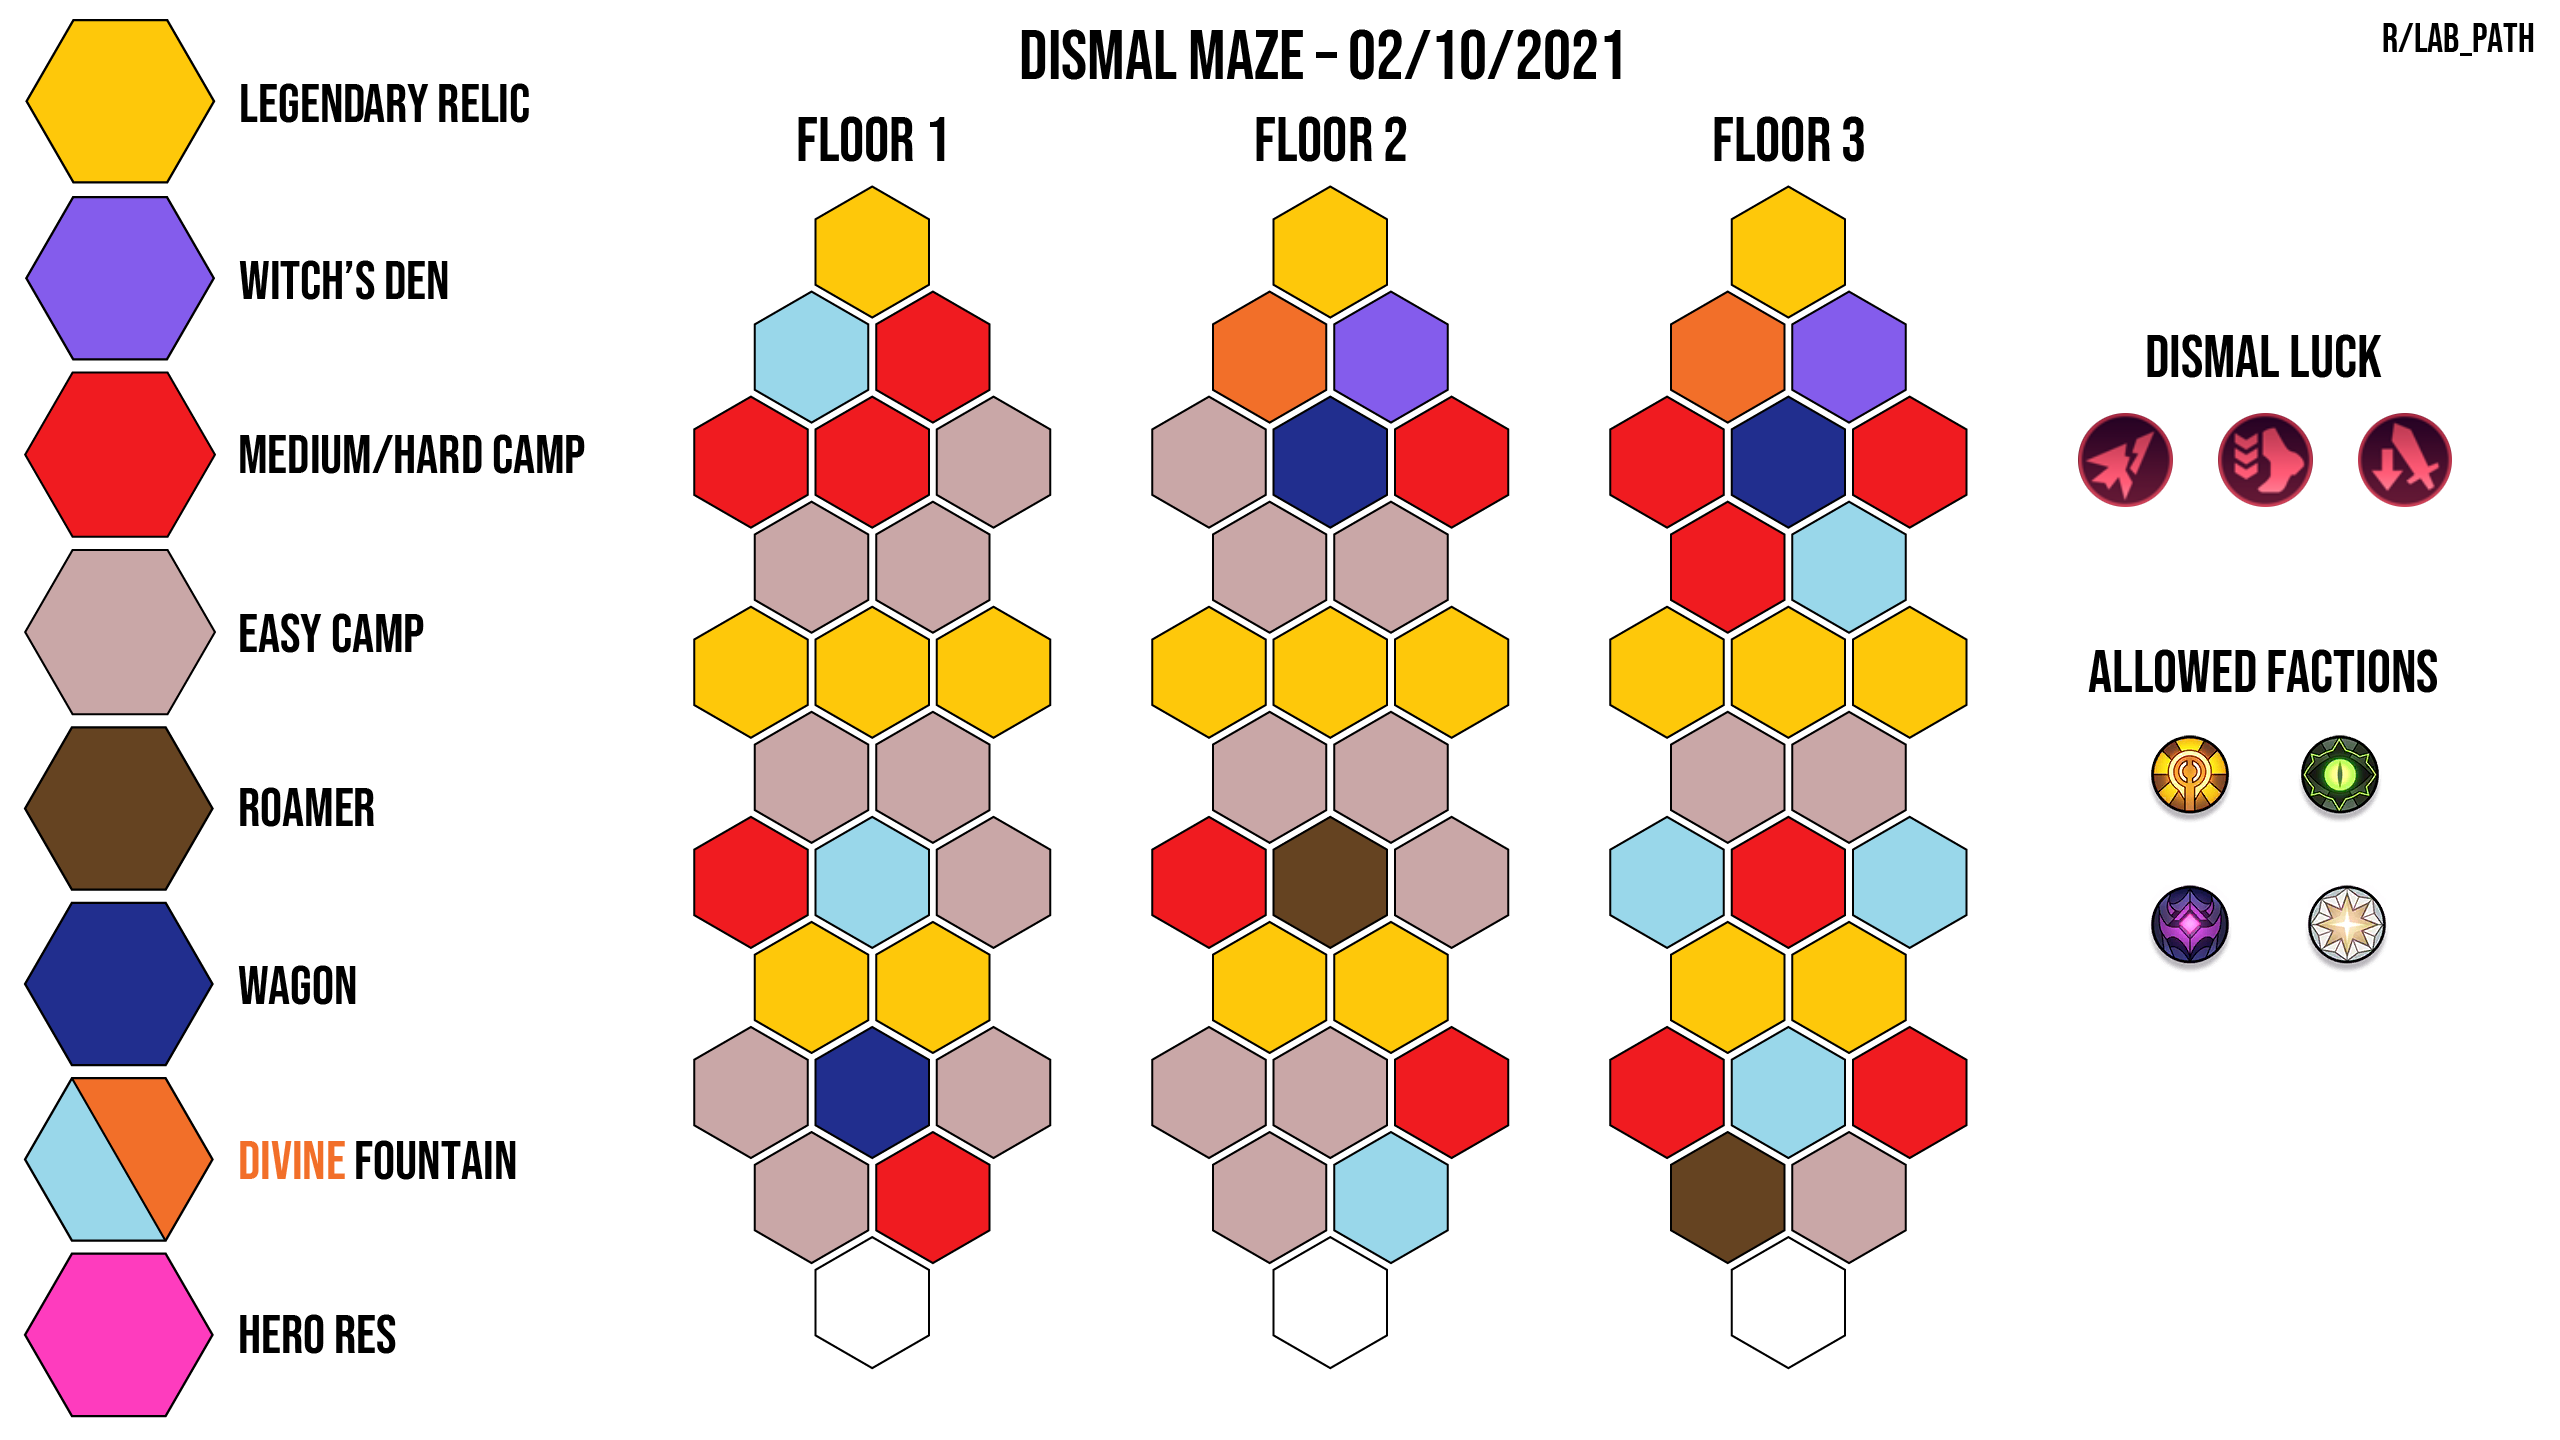 DISMAL MAZE – 02/10/2021
R/LAB_PATH
LEGENDARY RELIC
WITCH'S DEN
MEDIUM/HARD CAMP
EASY CAMP
ROAMER
WAGON
DIVINE FOUNTAIN
HERO RES
FLOOR 1
FLOOR 2
FLOOR 3
DISMAL LUCK
ALLOWED FACTIONS